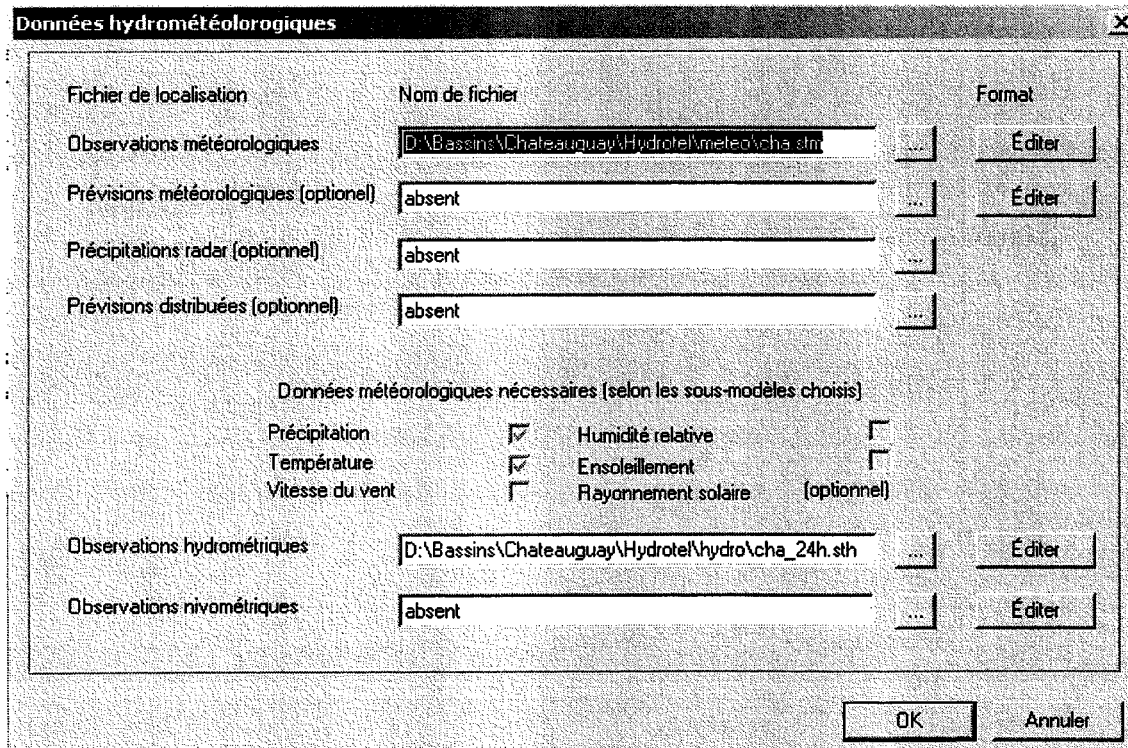 Données hydrométéolorogiques
Fichier de localisation Nom de fichier Format
Observations météorologiques D:\Bassins\Chateauguay\Hydrotel\meteo\cha.stm ... Éditer
Prévisions météorologiques (optionel) absent ... Éditer
Précipitations radar (optionnel) absent ...
Prévisions distribuées (optionnel) absent ...
Données météorologiques nécessaires (selon les sous-modèles choisis)
Précipitation Humidité relative
Température Ensoleillement
Vitesse du vent Rayonnement solaire (optionnel)
Observations hydrométriques D:\Bassins\Chateauguay\Hydrotel\hydro\cha_24h.sth ... Éditer
Observations nivométriques absent ... Éditer
OK Annuler